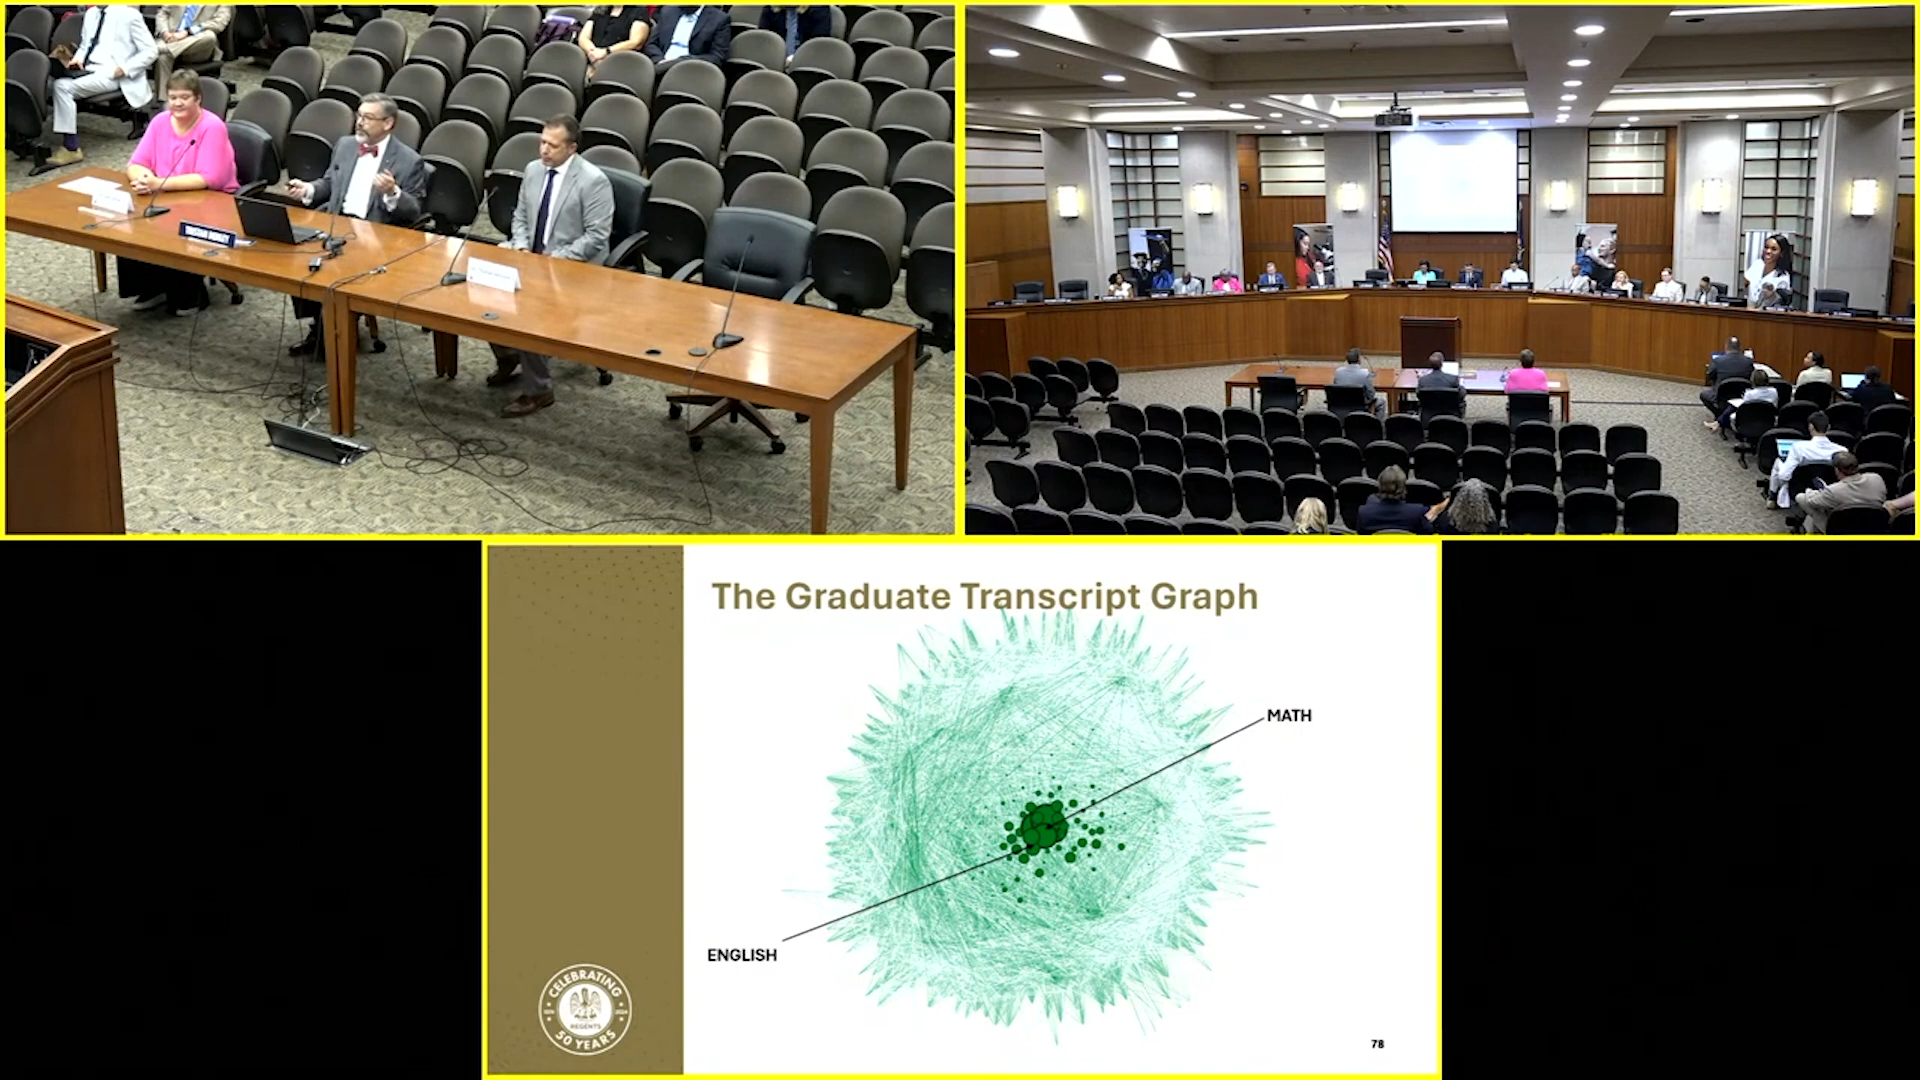 The Graduate Transcript Graph
MATH
ENGLISH
CELEBRATING
REGENTS
50 YEARS
78